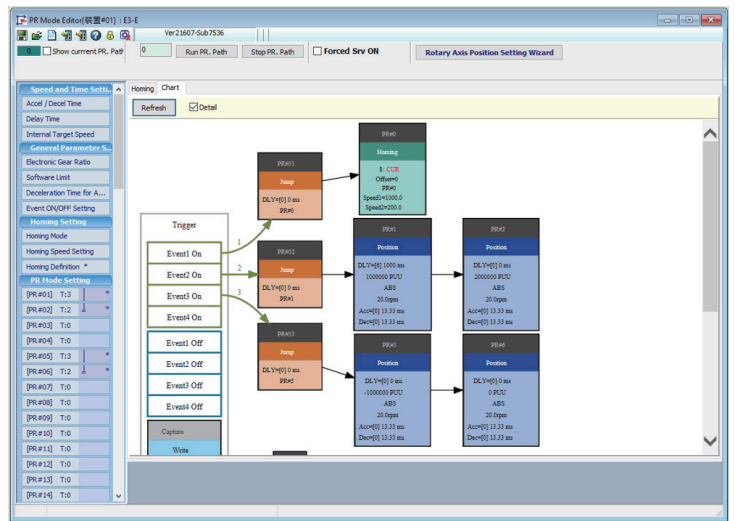 PR Mode Editor[装置#01] : E3-E
Ver21607-Sub7536
0
Show currrent PR. Path
0
Run PR. Path
Stop PR. Path
Forced Srv ON
Rotary Axis Position Setting Wizard
Speed and Time Setti...
Accel / Decel Time
Delay Time
Internal Target Speed
General Parameter S...
Electronic Gear Ratio
Software Limit
Deceleration Time for A...
Event ON/OFF Setting
Homing Setting
Homing Mode
Homing Speed Setting
Homing Definition *
PR Mode Setting
[PR#01] T:3 *
[PR#02] T:2 *
[PR#03] T:0
[PR#04] T:0
[PR#05] T:3 *
[PR#06] T:2 *
[PR#07] T:0
[PR#08] T:0
[PR#09] T:0
[PR#10] T:0
[PR#11] T:0
[PR#12] T:0
[PR#13] T:0
[PR#14] T:0
Homing Chart
Refresh
Detail
Trigger
Event1 On
Event2 On
Event3 On
Event4 On
Event1 Off
Event2 Off
Event3 Off
Event4 Off
Capture
Write
1
2
3
PR#51
Jump
DLY=[0] 0 ms
PR#0
PR#0
Homing
8: CUR
Offset=0
PR#0
Speed1=1000.0
Speed2=200.0
PR#52
Jump
DLY=[0] 0 ms
PR#1
PR#1
Position
DLY=[8] 1000 ms
1000000 PUU
ABS
20.0rpm
Acc=[0] 13.33 ms
Dec=[0] 13.33 ms
PR#2
Position
DLY=[0] 0 ms
2000000 PUU
ABS
20.0rpm
Acc=[0] 13.33 ms
Dec=[0] 13.33 ms
PR#53
Jump
DLY=[0] 0 ms
PR#5
PR#5
Position
DLY=[0] 0 ms
-1000000 PUU
ABS
20.0rpm
Acc=[0] 13.33 ms
Dec=[0] 13.33 ms
PR#6
Position
DLY=[0] 0 ms
0 PUU
ABS
20.0rpm
Acc=[0] 13.33 ms
Dec=[0] 13.33 ms